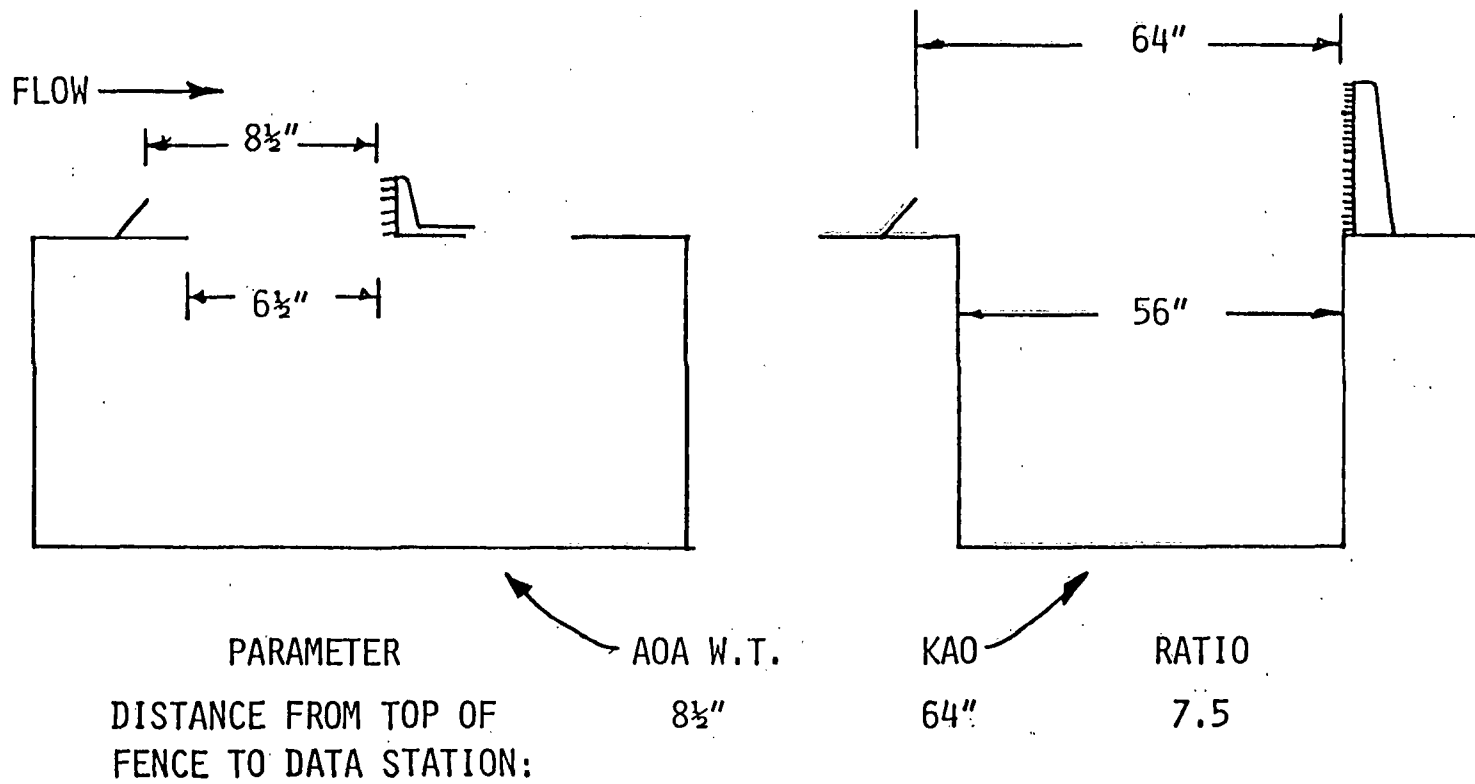 64"
FLOW
8½"
6½"
56"
PARAMETER AOA W.T. KAO RATIO
DISTANCE FROM TOP OF 8½" 64" 7.5
FENCE TO DATA STATION: